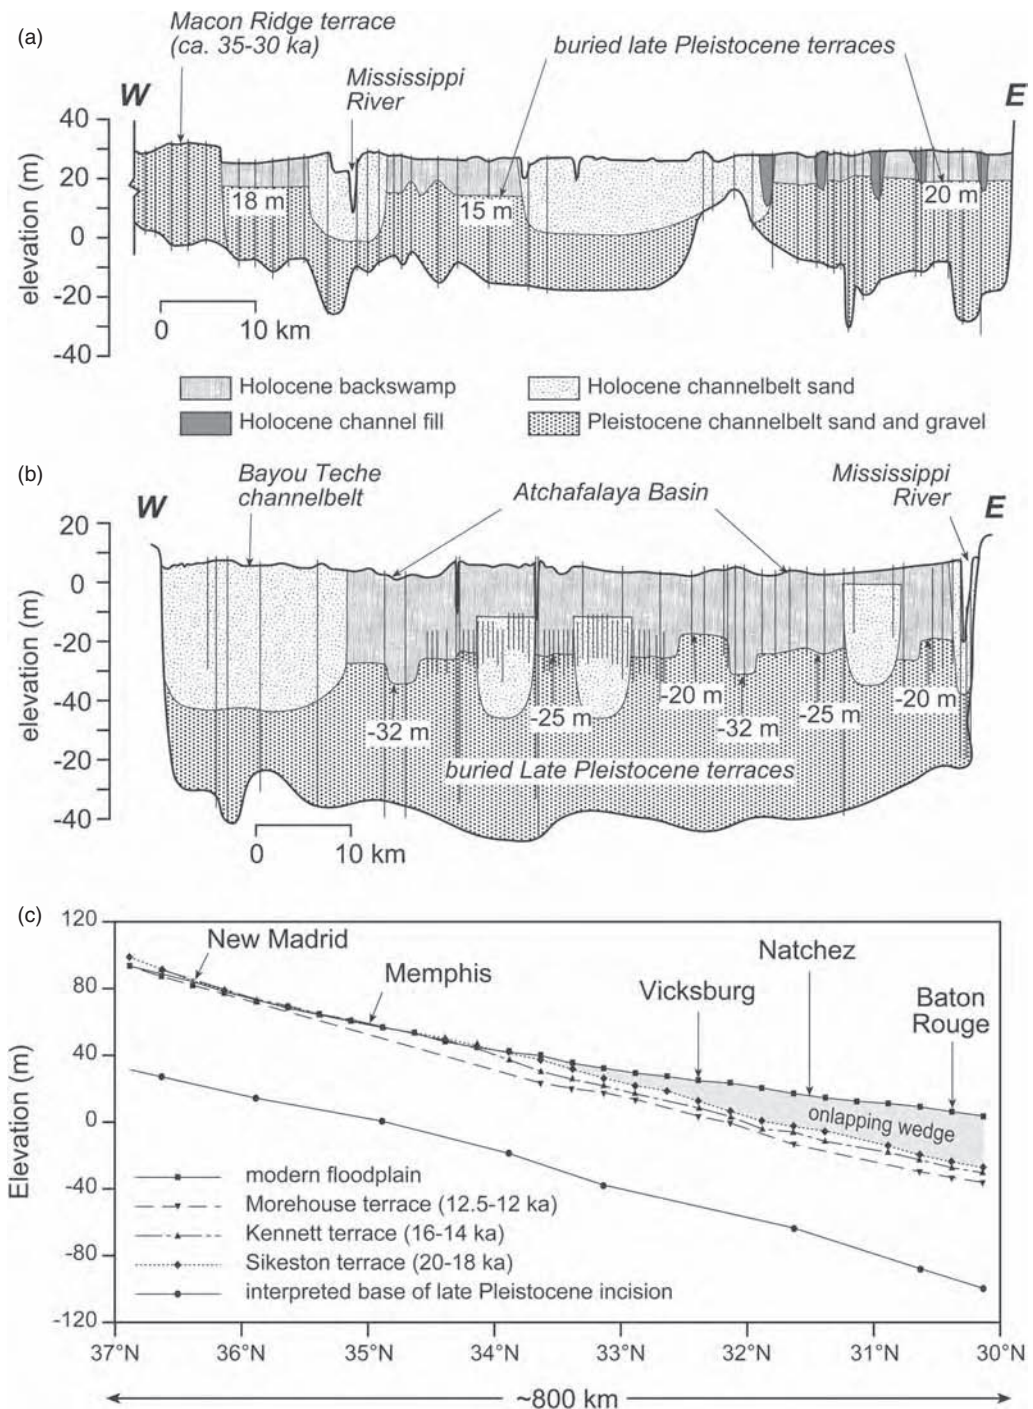 (a)
Macon Ridge terrace
(ca. 35-30 ka)
buried late Pleistocene terraces
Mississippi
River
W
E
40
20
0
-20
-40
elevation (m)
18 m
15 m
20 m
0
10 km
Holocene backswamp
Holocene channelbelt sand
Holocene channel fill
Pleistocene channelbelt sand and gravel
(b)
Bayou Teche
channelbelt
Atchafalaya Basin
Mississippi
River
W
E
20
0
-20
-40
-20
-40
elevation (m)
-32 m
-25 m
-20 m
-32 m
-25 m
-20 m
buried Late Pleistocene terraces
0
10 km
(c)
120
80
40
0
-40
-80
-120
Elevation (m)
New Madrid
Memphis
Vicksburg
Natchez
Baton
Rouge
onlapping wedge
modern floodplain
Morehouse terrace (12.5-12 ka)
Kennett terrace (16-14 ka)
Sikeston terrace (20-18 ka)
interpreted base of late Pleistocene incision
37°N
36°N
35°N
34°N
33°N
32°N
31°N
30°N
~800 km